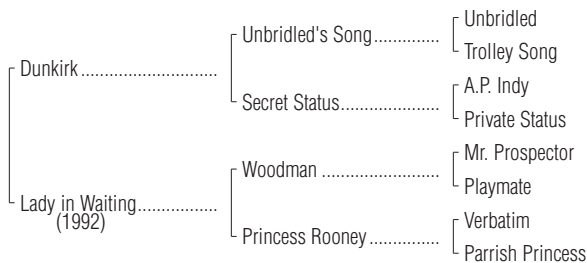 Unbridled
Unbridled's Song..............
Trolley Song
Dunkirk .............................
A.P. Indy
Secret Status.....................
Private Status
Mr. Prospector
Woodman .........................
Playmate
Lady in Waiting.................
(1992)
Verbatim
Princess Rooney...............
Parrish Princess